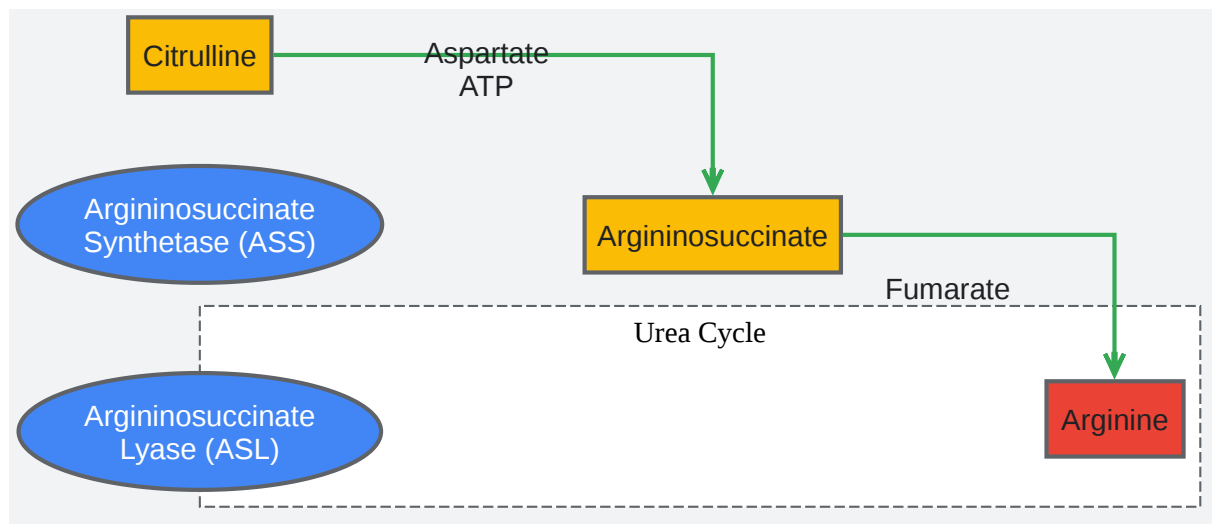 Citrulline
Aspartate
ATP
Argininosuccinate
Synthetase (ASS)
Argininosuccinate
Fumarate
Urea Cycle
Argininosuccinate
Lyase (ASL)
Arginine